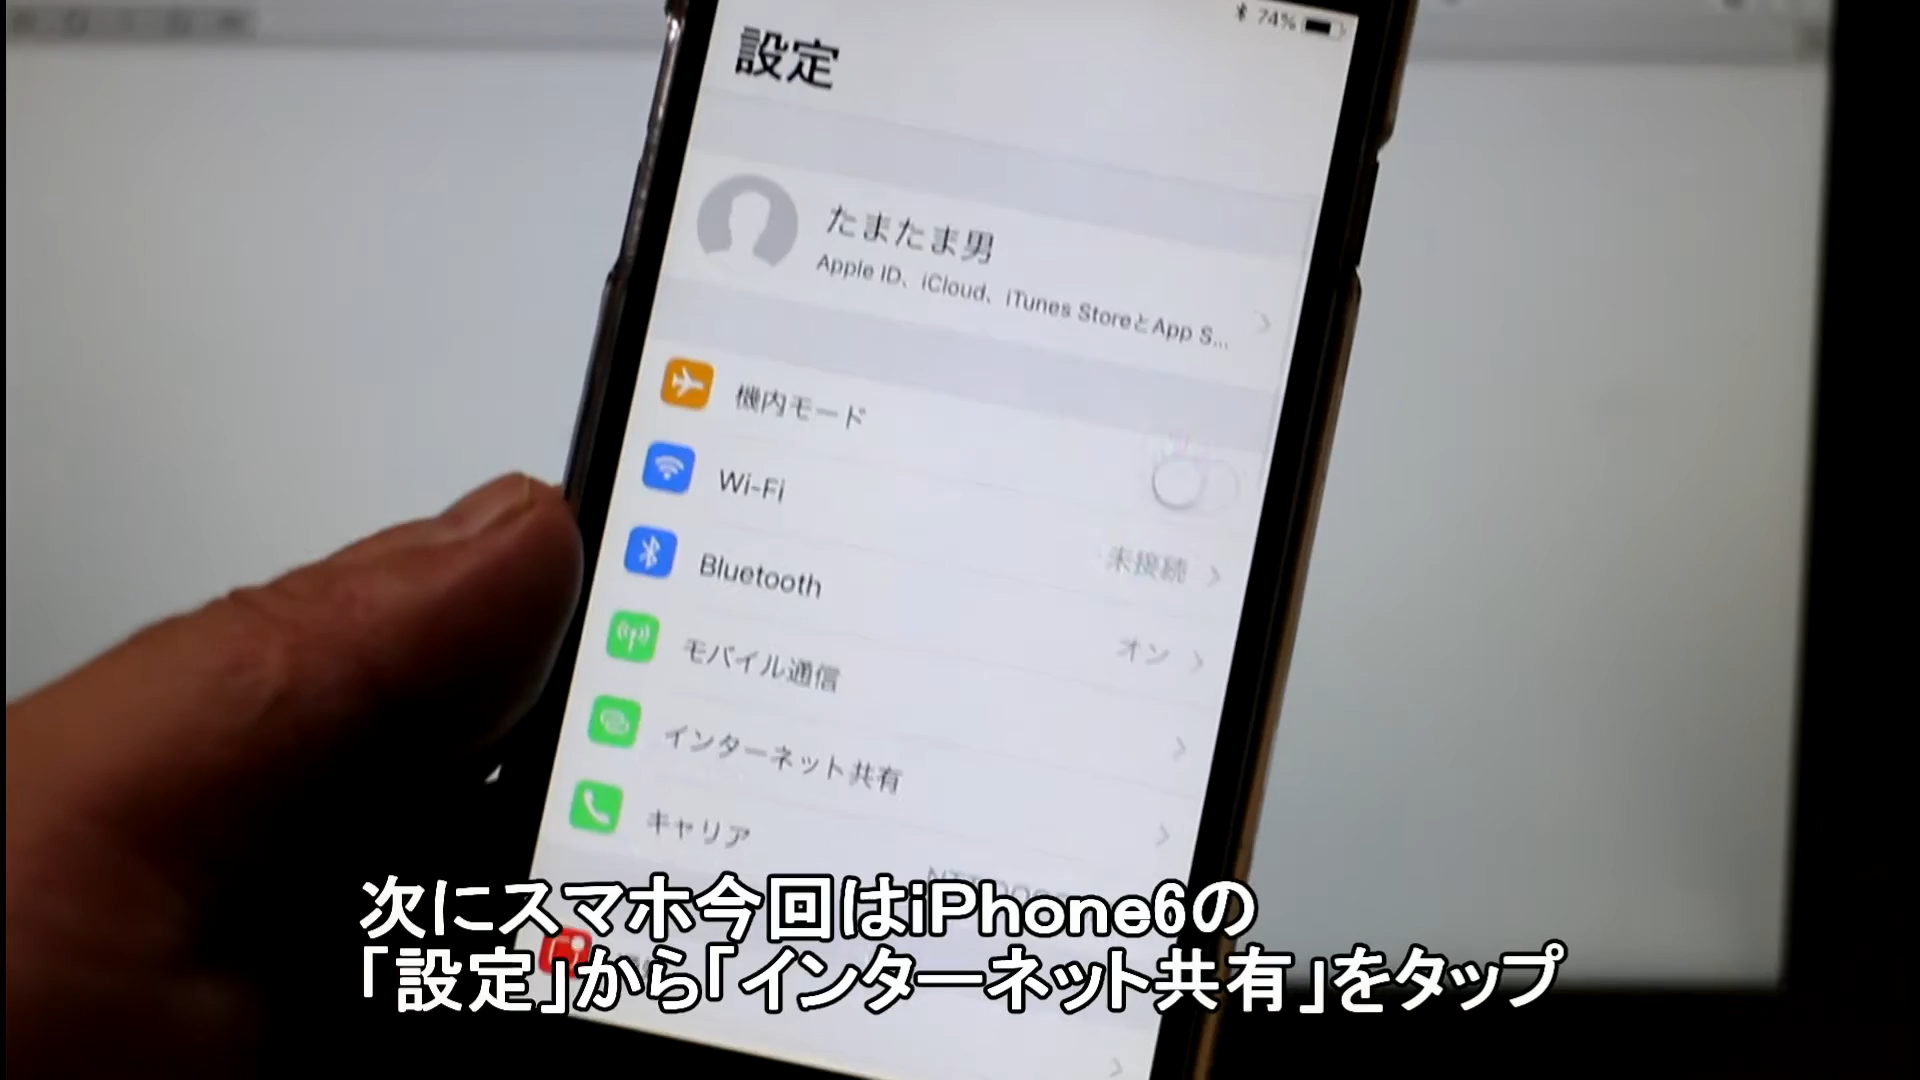 74%
設定
たまたま男
Apple ID、iCloud、iTunes StoreとApp S...
機内モード
Wi-Fi
未接続
Bluetooth
オン
モバイル通信
インターネット共有
キャリア
次にスマホ今回はiPhone6の
「設定」から「インターネット共有」をタップ